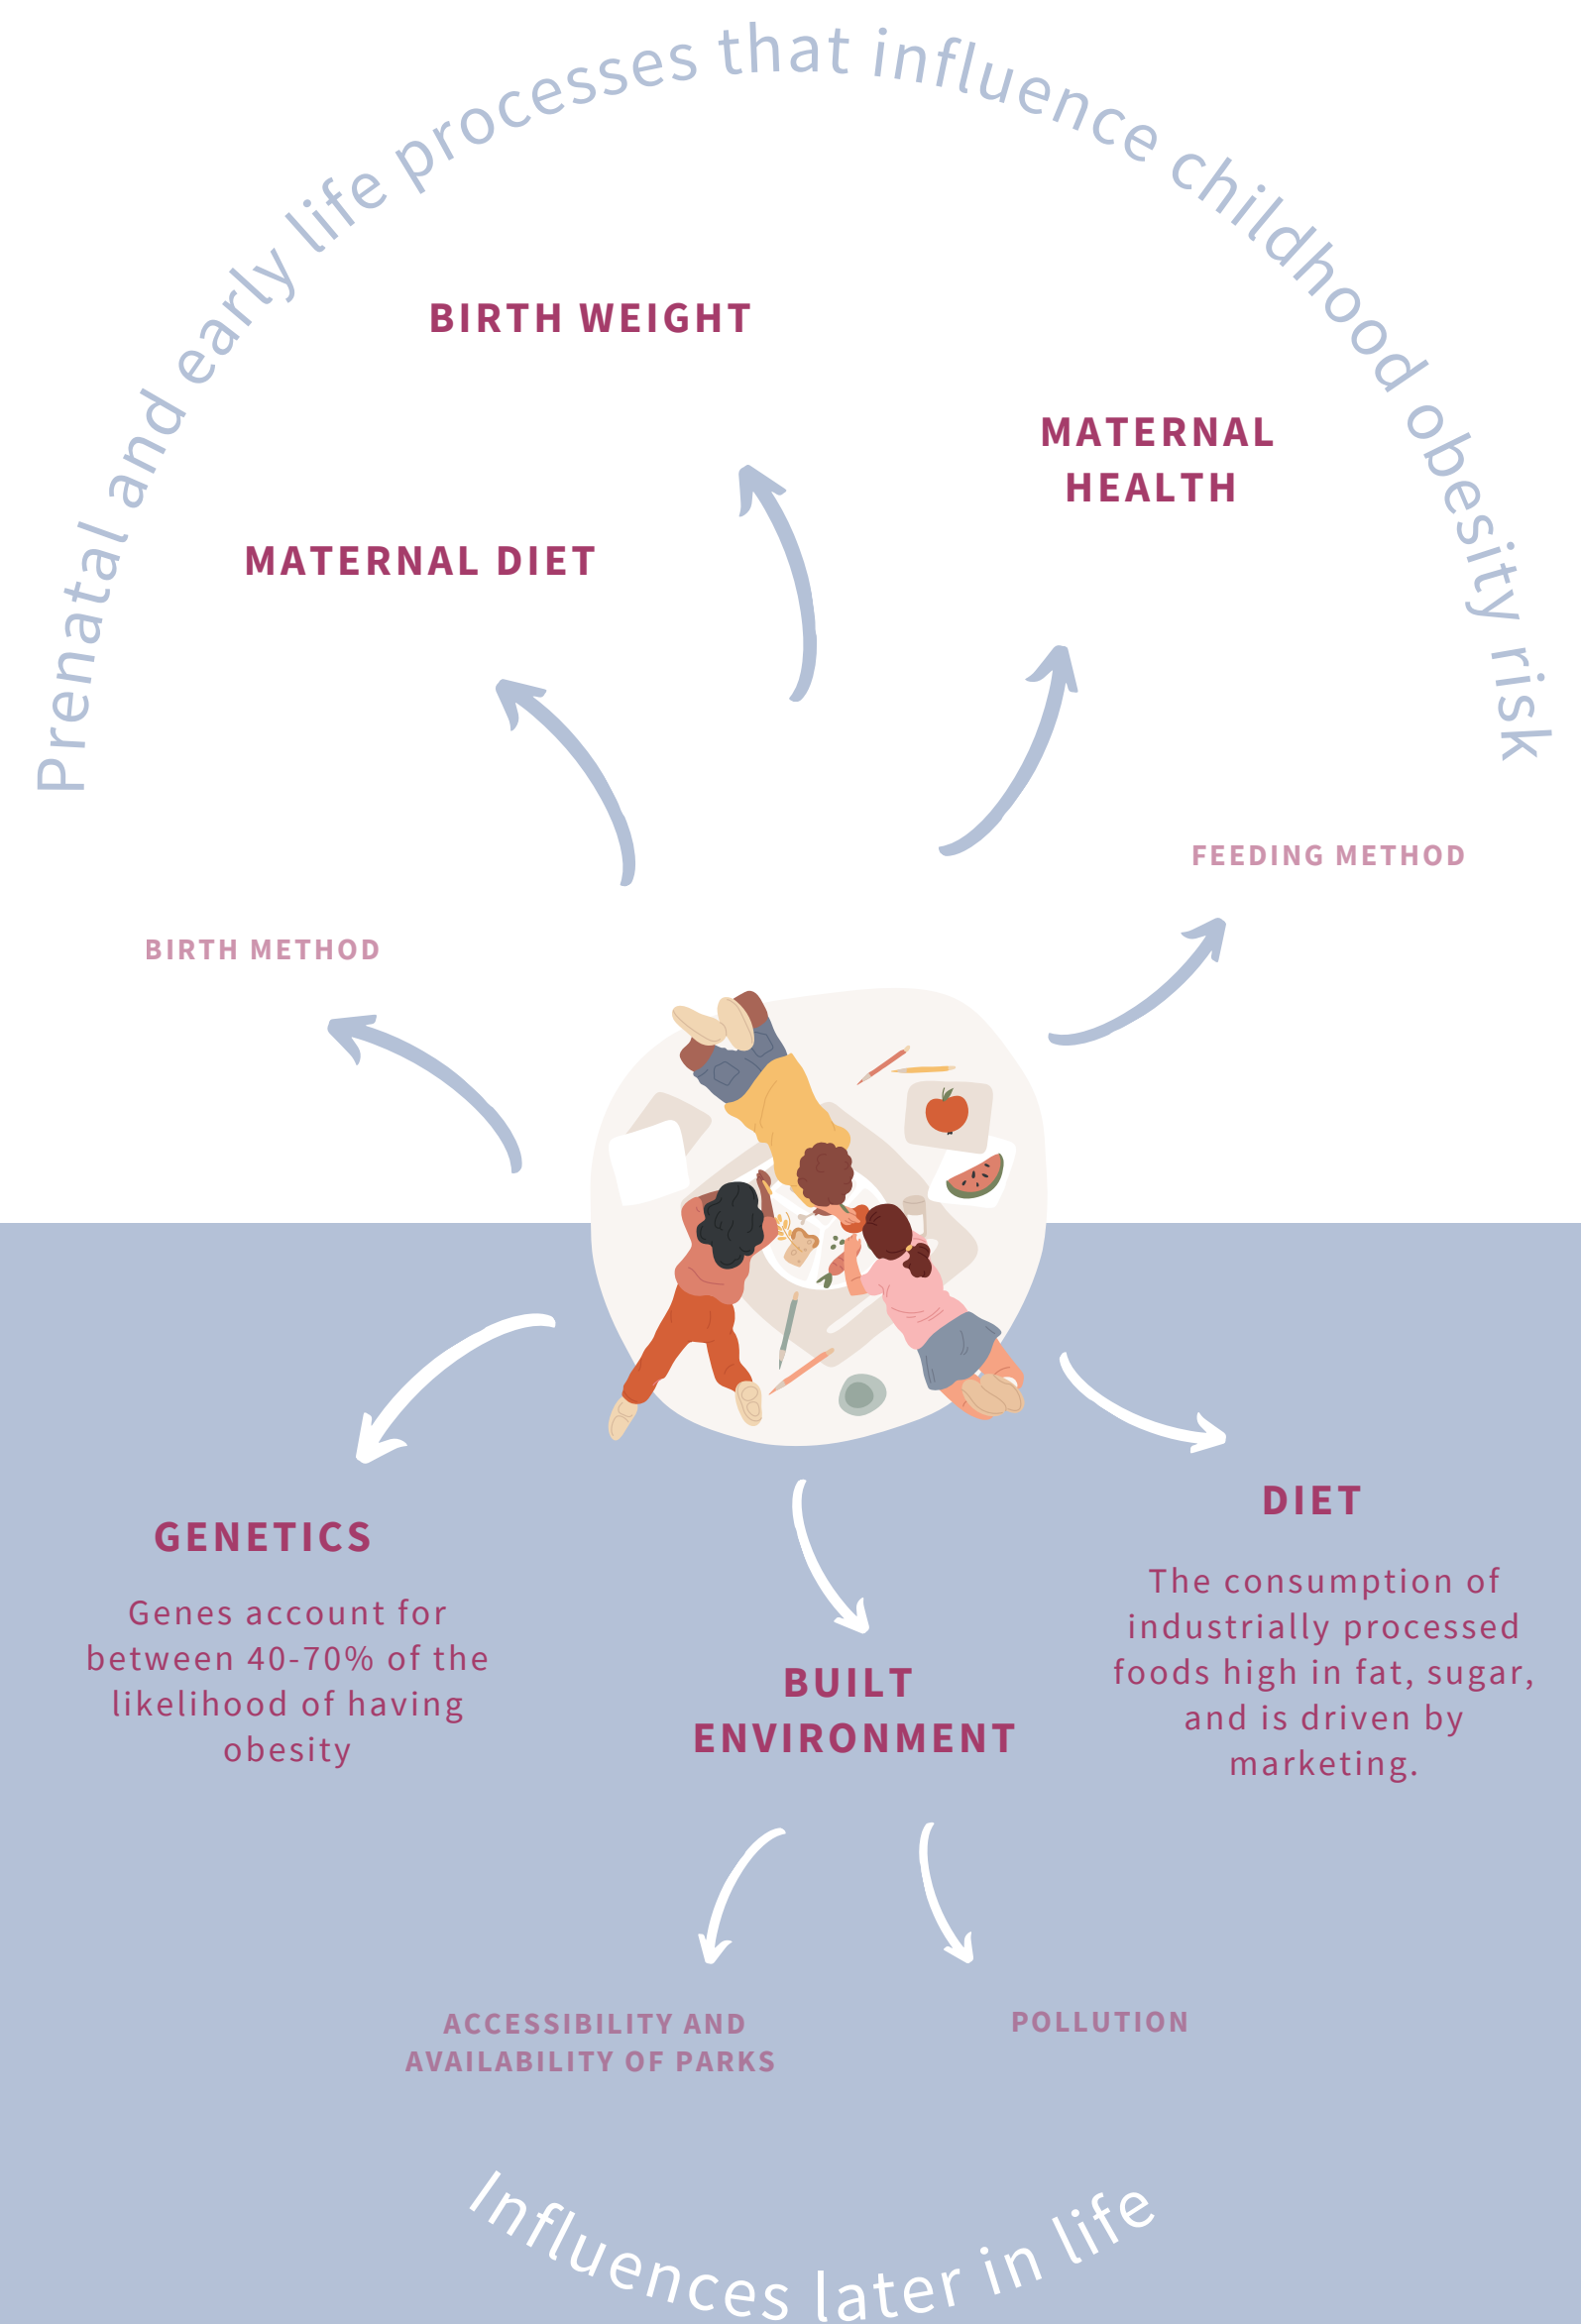 Prenatal and early life processes that influence childhood obesity risk
BIRTH WEIGHT
MATERNAL
HEALTH
MATERNAL DIET
FEEDING METHOD
BIRTH METHOD
GENETICS
Genes account for
between 40-70% of the
likelihood of having
obesity
BUILT
ENVIRONMENT
DIET
The consumption of
industrially processed
foods high in fat, sugar,
and is driven by
marketing.
ACCESSIBILITY AND
AVAILABILITY OF PARKS
POLLUTION
Influences later in life